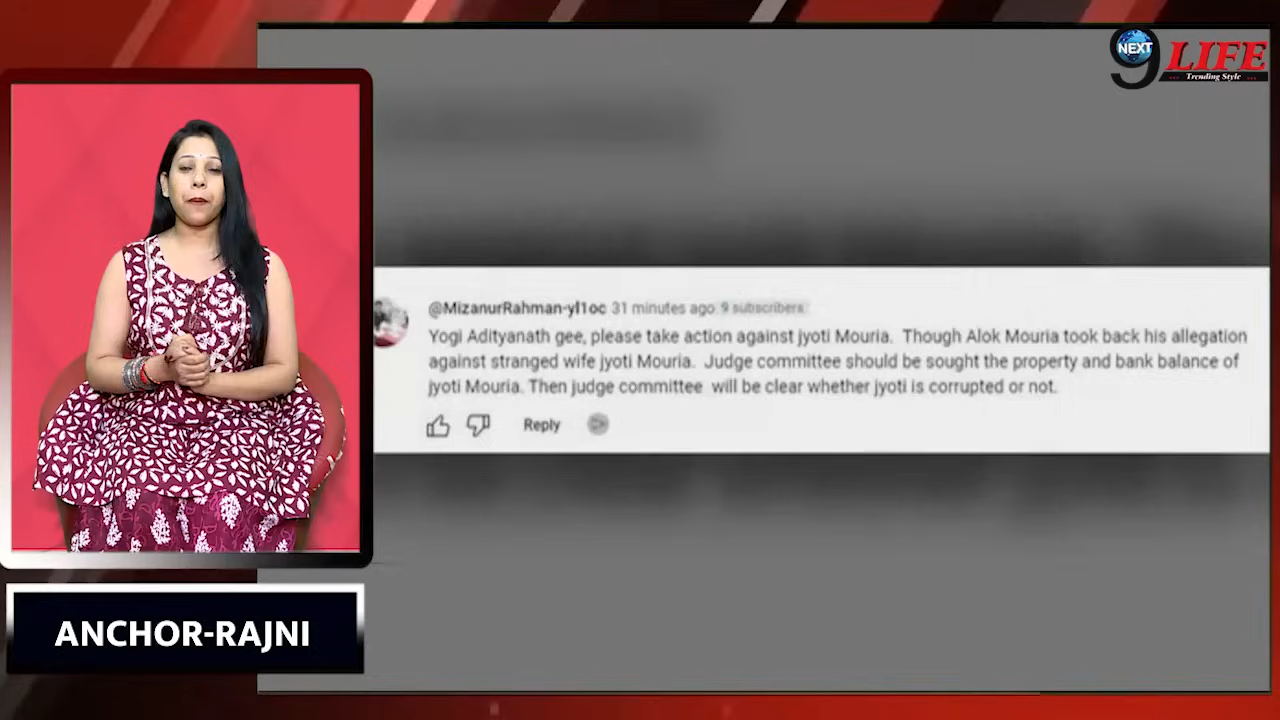 NEXT
9 LIFE
... Trending Style ...
@MizanurRahman-yl1oc 31 minutes ago 9 subscribers
Yogi Adityanath gee, please take action against jyoti Mouria. Though Alok Mouria took back his allegation
against stranged wife jyoti Mouria. Judge committee should be sought the property and bank balance of
jyoti Mouria. Then judge committee will be clear whether jyoti is corrupted or not.
Reply
ANCHOR-RAJNI